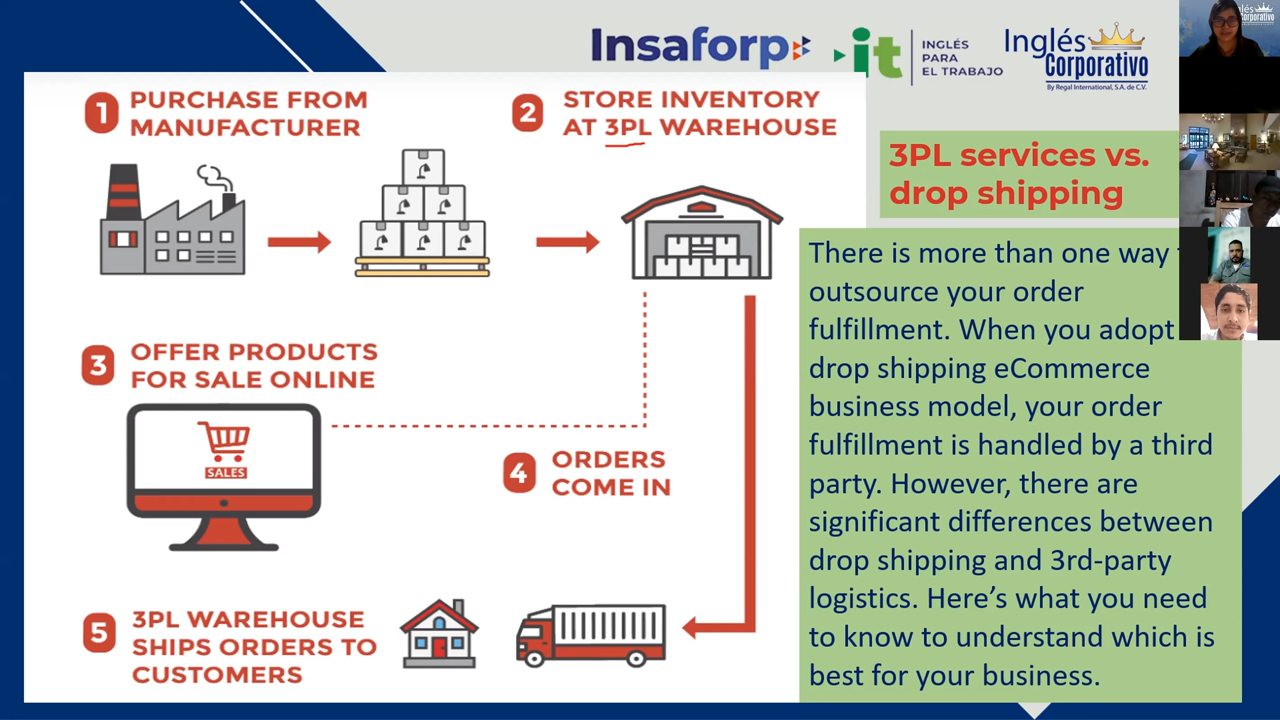 Insaforp
it
INGLÉS
PARA
EL TRABAJO
Inglés
Corporativo
By Regal International, S.A. de C.V.
1
PURCHASE FROM
MANUFACTURER
2
STORE INVENTORY
AT 3PL WAREHOUSE
3
OFFER PRODUCTS
FOR SALE ONLINE
SALES
4
ORDERS
COME IN
5
3PL WAREHOUSE
SHIPS ORDERS TO
CUSTOMERS
3PL services vs.
drop shipping
There is more than one way
outsource your order
fulfillment. When you adopt
drop shipping eCommerce
business model, your order
fulfillment is handled by a third
party. However, there are
significant differences between
drop shipping and 3rd-party
logistics. Here’s what you need
to know to understand which is
best for your business.